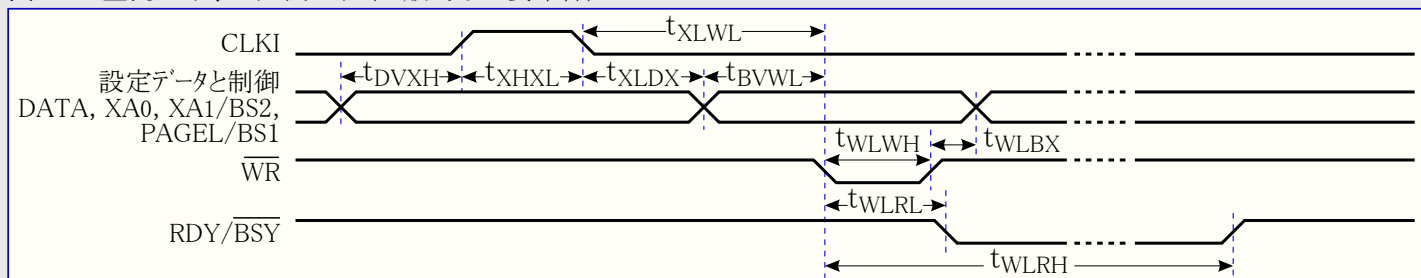 CLKI
tXLWL
設定データと制御
DATA, XA0, XA1/BS2,
PAGEL/BS1
tDVXH
tXHXL
tXLDX
tBVWL
WR
tWLWH
tWLBX
RDY/BSY
tWLRL
tWLRH